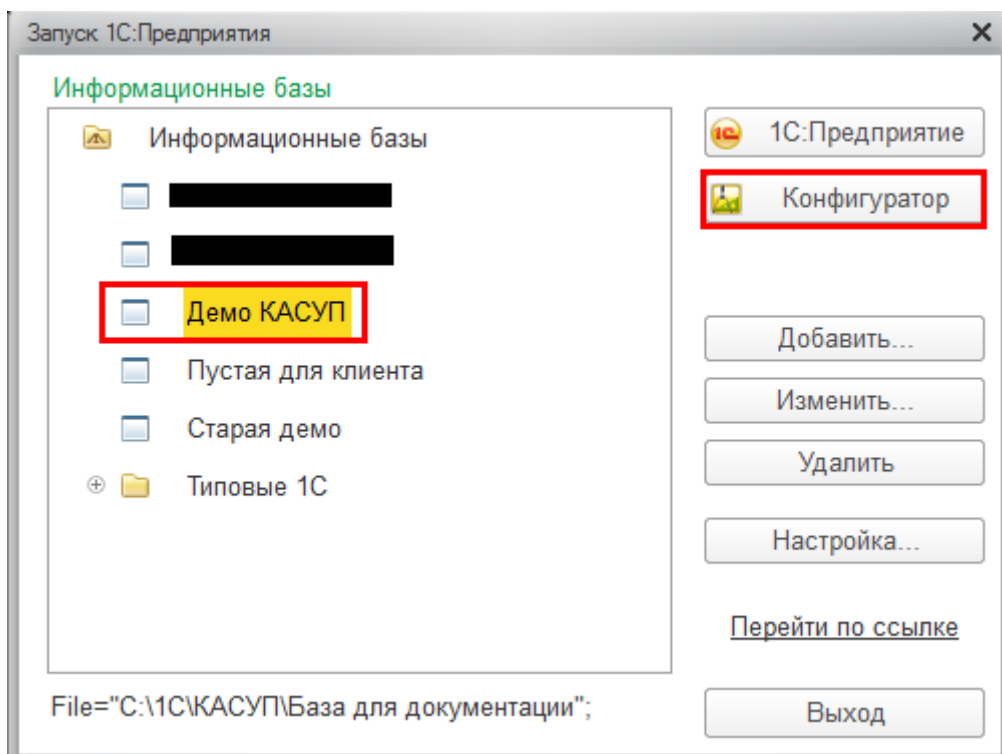 Запуск 1С:Предприятия
Информационные базы
Информационные базы
1С:Предприятие
Конфигуратор
Демо КАСУП
Пустая для клиента
Старая демо
Типовые 1С
Добавить...
Изменить...
Удалить
Настройка...
Перейти по ссылке
File="C:\1С\КАСУП\База для документации";
Выход